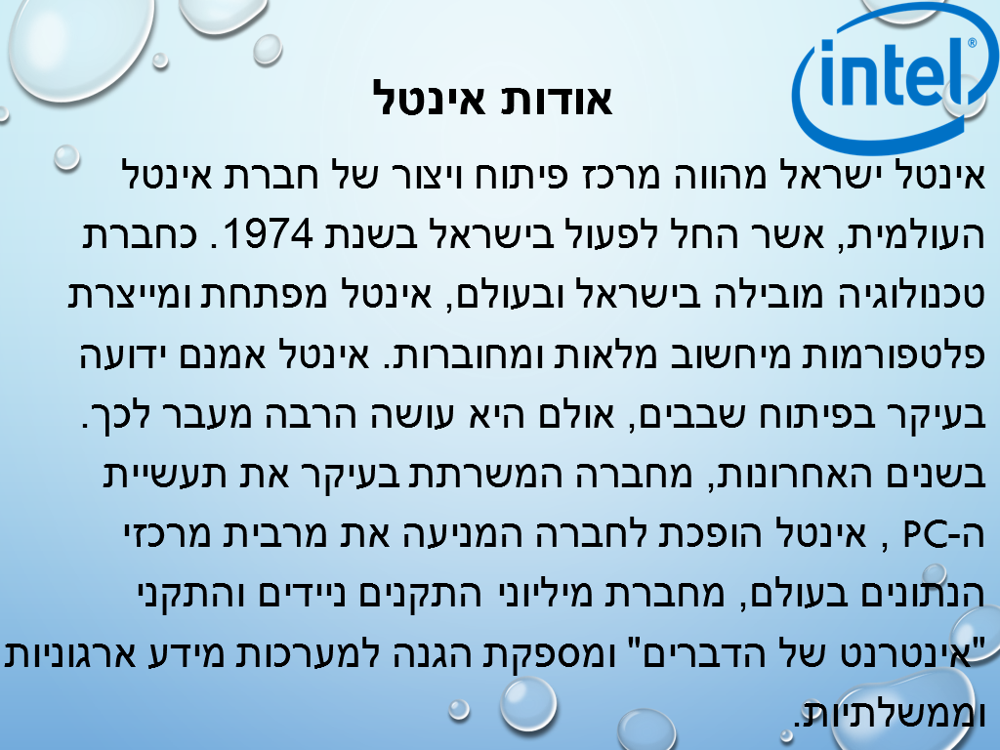 intel®
אודות אינטל
אינטל ישראל מהווה מרכז פיתוח ויצור של חברת אינטל
העולמית, אשר החל לפעול בישראל בשנת 1974. כחברת
טכנולוגיה מובילה בישראל ובעולם, אינטל מפתחת ומייצרת
פלטפורמות מיחשוב מלאות ומחוברות. אינטל אמנם ידועה
בעיקר בפיתוח שבבים, אולם היא עושה הרבה מעבר לכך.
בשנים האחרונות, מחברה המשרתת בעיקר את תעשיית
ה-PC , אינטל הופכת לחברה המניעה את מרבית מרכזי
הנתונים בעולם, מחברת מיליוני התקנים ניידים והתקני
"אינטרנט של הדברים" ומספקת הגנה למערכות מידע ארגוניות
וממשלתיות.